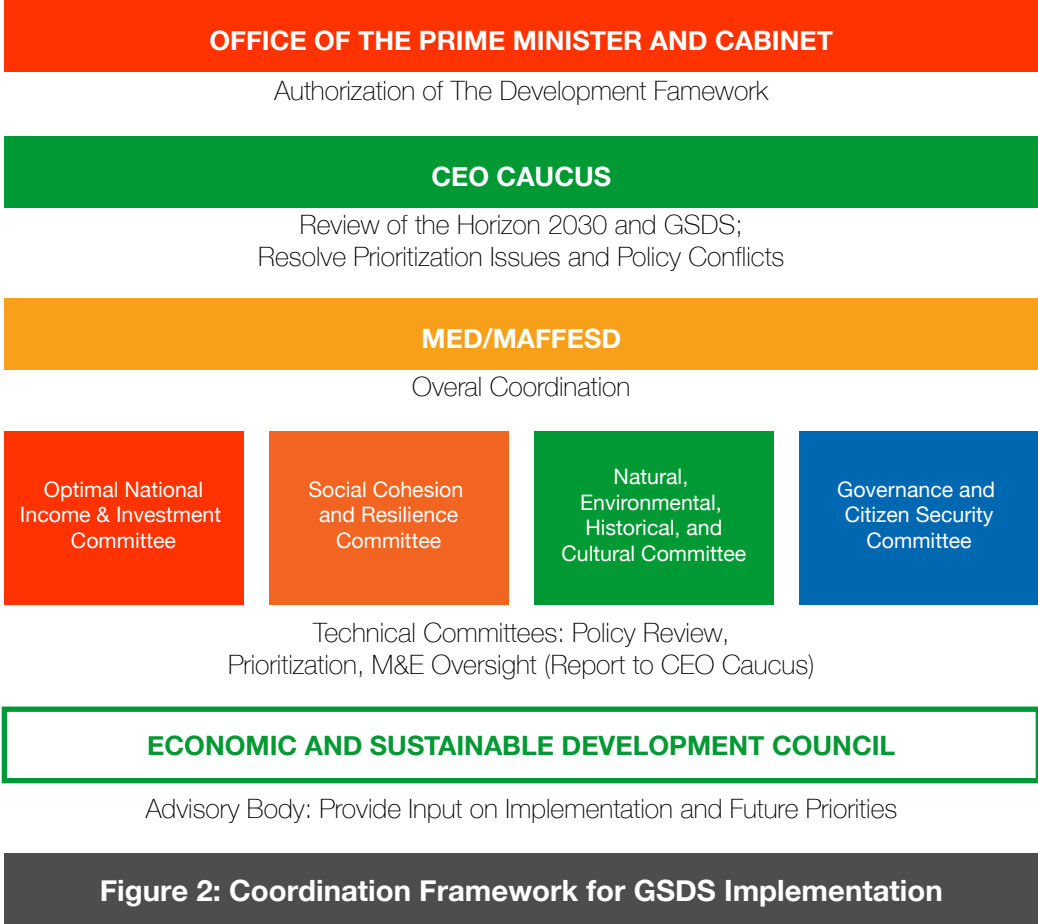 OFFICE OF THE PRIME MINISTER AND CABINET
Authorization of The Development Famework
CEO CAUCUS
Review of the Horizon 2030 and GSDS;
Resolve Prioritization Issues and Policy Conflicts
MED/MAFFESD
Overal Coordination
Optimal National
Income & Investment
Committee
Social Cohesion
and Resilience
Committee
Natural,
Environmental,
Historical, and
Cultural Committee
Governance and
Citizen Security
Committee
Technical Committees: Policy Review,
Prioritization, M&E Oversight (Report to CEO Caucus)
ECONOMIC AND SUSTAINABLE DEVELOPMENT COUNCIL
Advisory Body: Provide Input on Implementation and Future Priorities
Figure 2: Coordination Framework for GSDS Implementation